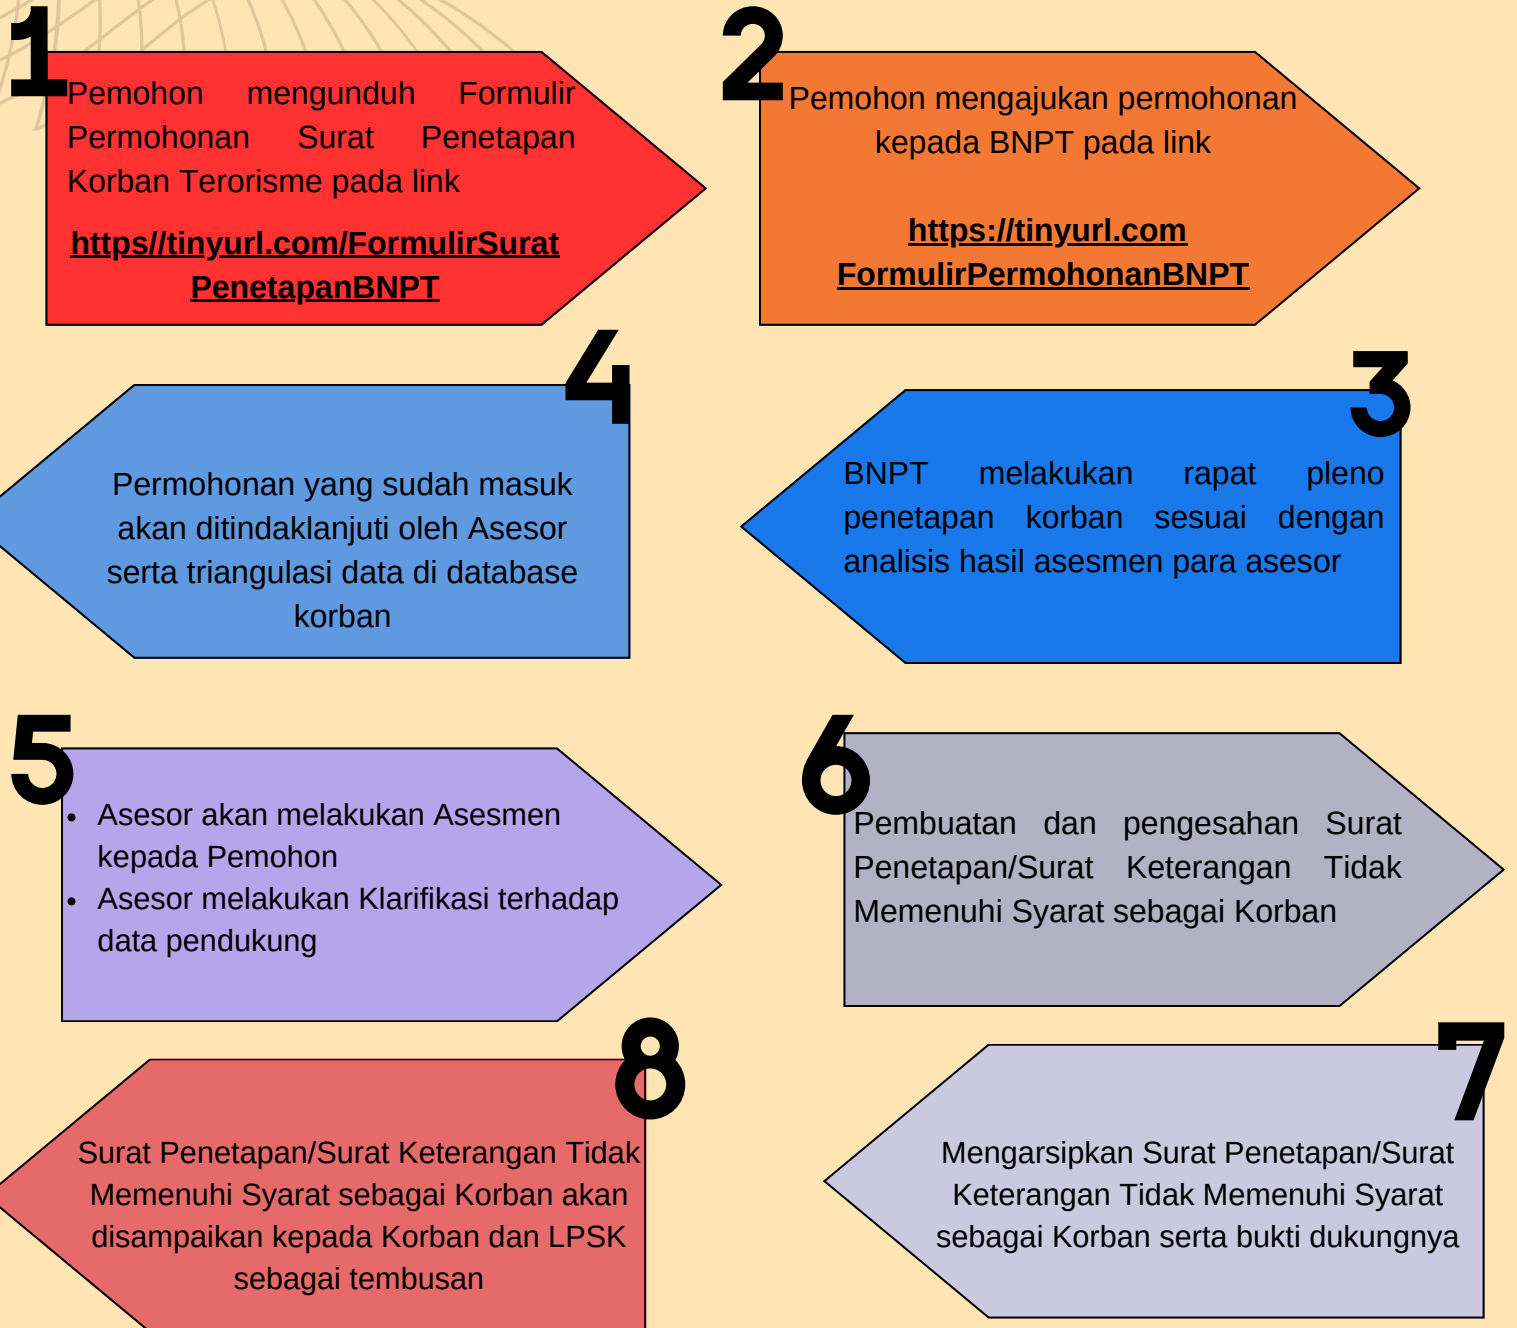 1
Pemohon mengunduh Formulir
Permohonan Surat Penetapan
Korban Terorisme pada link
https//tinyurl.com/FormulirSurat
PenetapanBNPT
2
Pemohon mengajukan permohonan
kepada BNPT pada link
https://tinyurl.com
FormulirPermohonanBNPT
3
BNPT melakukan rapat pleno
penetapan korban sesuai dengan
analisis hasil asesmen para asesor
4
Permohonan yang sudah masuk
akan ditindaklanjuti oleh Asesor
serta triangulasi data di database
korban
5
• Asesor akan melakukan Asesmen
kepada Pemohon
• Asesor melakukan Klarifikasi terhadap
data pendukung
6
Pembuatan dan pengesahan Surat
Penetapan/Surat Keterangan Tidak
Memenuhi Syarat sebagai Korban
7
Mengarsipkan Surat Penetapan/Surat
Keterangan Tidak Memenuhi Syarat
sebagai Korban serta bukti dukungnya
8
Surat Penetapan/Surat Keterangan Tidak
Memenuhi Syarat sebagai Korban akan
disampaikan kepada Korban dan LPSK
sebagai tembusan